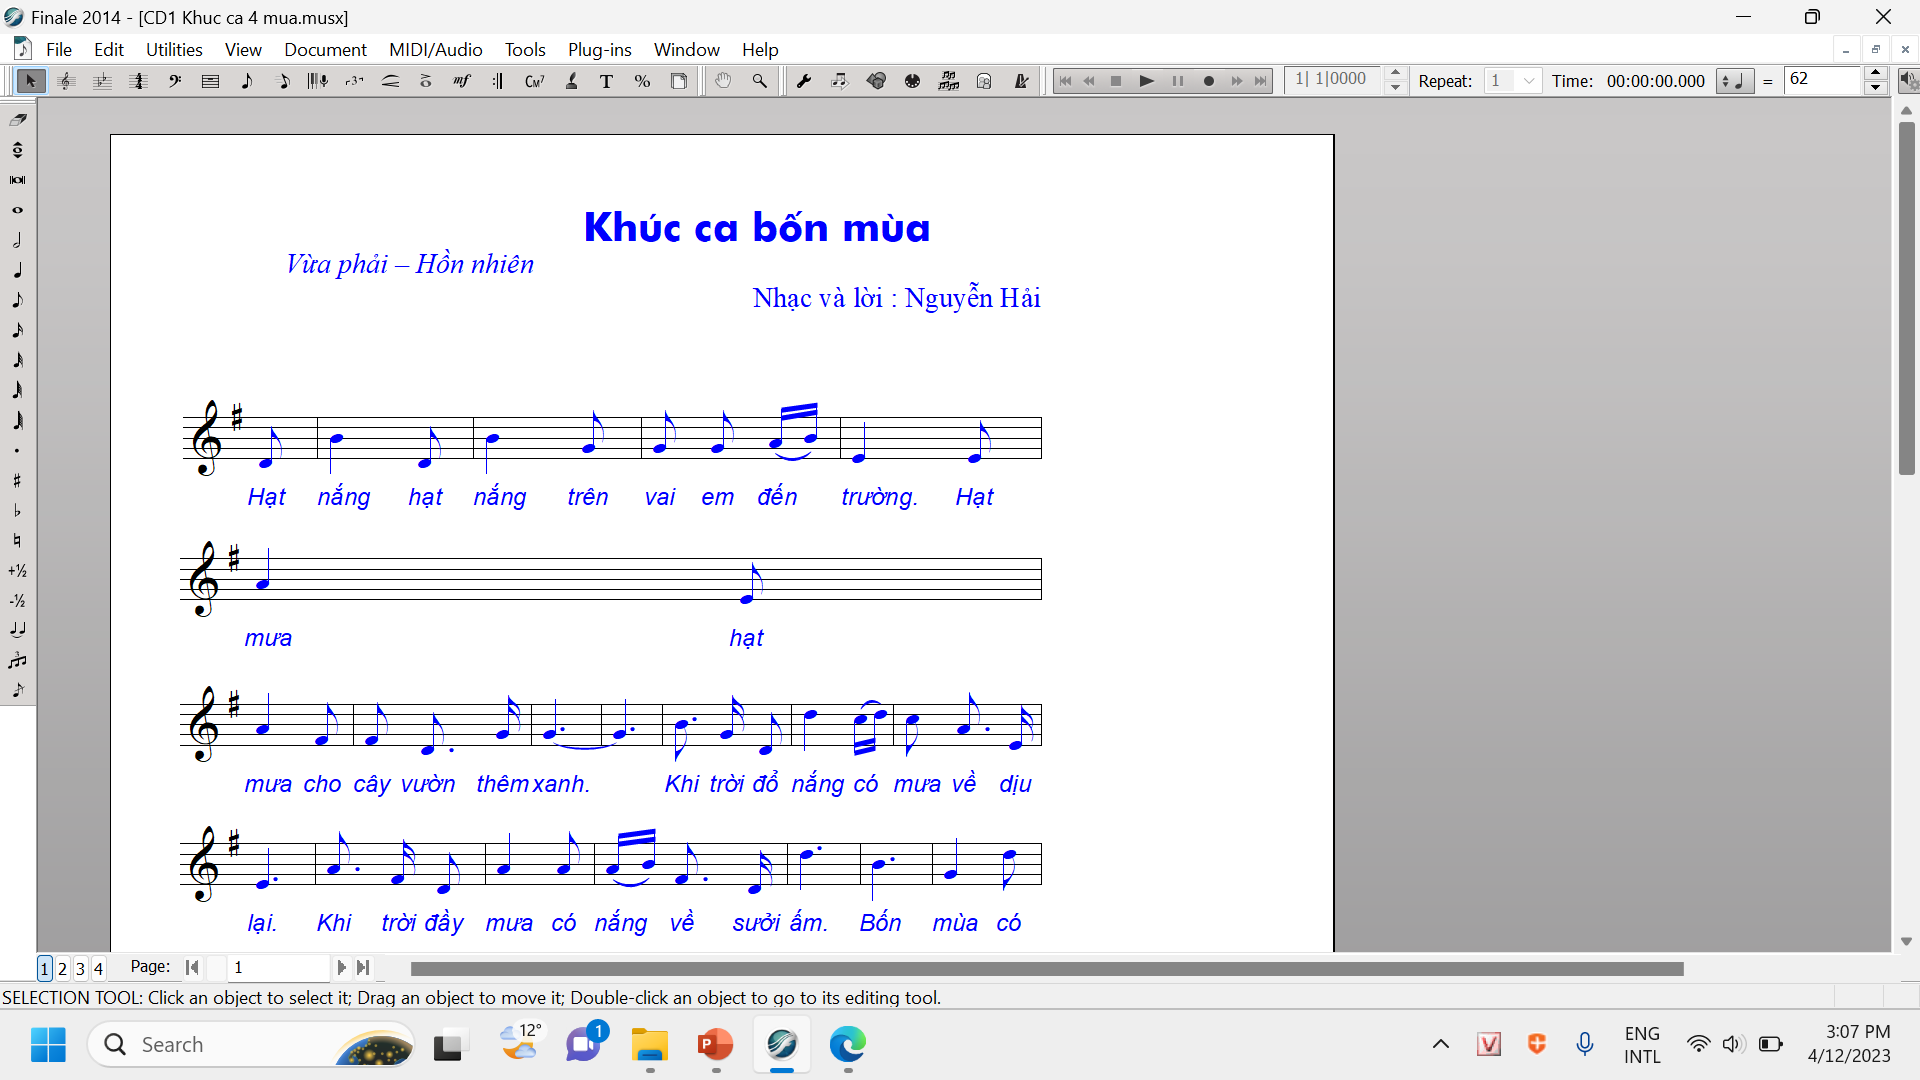 Finale 2014 - [CD1 Khuc ca 4 mua.musx]
File Edit Utilities View Document MIDI/Audio Tools Plug-ins Window Help
1| 1|0000 Repeat: 1 Time: 00:00:00.000 = 62
Khúc ca bốn mùa
Vừa phải – Hồn nhiên
Nhạc và lời : Nguyễn Hải
Hạt nắng hạt nắng trên vai em đến trường. Hạt
mưa hạt
mưa cho cây vườn thêm xanh. Khi trời đổ nắng có mưa về dịu
lại. Khi trời đầy mưa có nắng về sưởi ấm. Bốn mùa có
1 2 3 4 Page: 1
SELECTION TOOL: Click an object to select it; Drag an object to move it; Double-click an object to go to its editing tool.
Search
12°
1
ENG
INTL
3:07 PM
4/12/2023